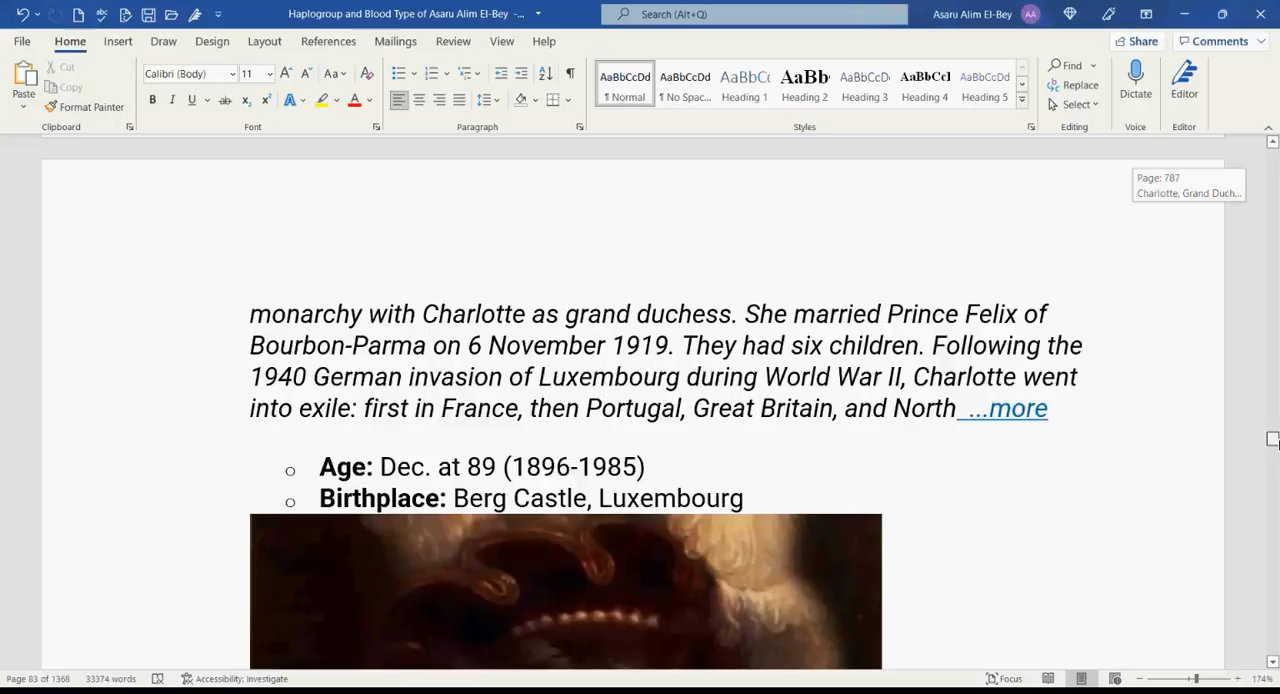 Haplogroup and Blood Type of Asaru Alim El-Bey -...
Search (Alt+Q)
Asaru Alim El-Bey
AA
File Home Insert Draw Design Layout References Mailings Review View Help
Share
Comments
Paste
Cut
Copy
Format Painter
Clipboard
Calibri (Body)
11
Font
Paragraph
AaBbCcDd
¶ Normal
AaBbCcDd
¶ No Spac...
AaBbC
Heading 1
AaBb
Heading 2
AaBbCcD
Heading 3
AaBbCcI
Heading 4
AaBbCcDd
Heading 5
Styles
Find
Replace
Select
Editing
Dictate
Voice
Editor
Editor
Page: 787
Charlotte, Grand Duch...
monarchy with Charlotte as grand duchess. She married Prince Felix of
Bourbon-Parma on 6 November 1919. They had six children. Following the
1940 German invasion of Luxembourg during World War II, Charlotte went
into exile: first in France, then Portugal, Great Britain, and North ...more
o Age: Dec. at 89 (1896-1985)
o Birthplace: Berg Castle, Luxembourg
Page 83 of 1368
33374 words
Accessibility: Investigate
Focus
174%